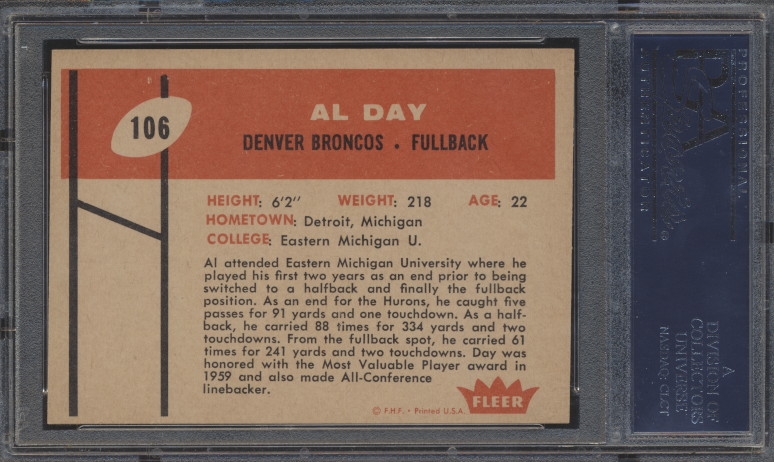 106
AL DAY
DENVER BRONCOS • FULLBACK
HEIGHT: 6'2" WEIGHT: 218 AGE: 22
HOMETOWN: Detroit, Michigan
COLLEGE: Eastern Michigan U.
Al attended Eastern Michigan University where he
played his first two years as an end prior to being
switched to a halfback and finally the fullback
position. As an end for the Hurons, he caught five
passes for 91 yards and one touchdown. As a half-
back, he carried 88 times for 334 yards and two
touchdowns. From the fullback spot, he carried 61
times for 241 yards and two touchdowns. Day was
honored with the Most Valuable Player award in
1959 and also made All-Conference
linebacker.
FLEER
© F.H.F. • Printed U.S.A.
PROFESSIONAL
PSA
AUTHENTICATOR
A
DIVISION OF
COLLECTORS
UNIVERSE
NASDAQ: CLCT